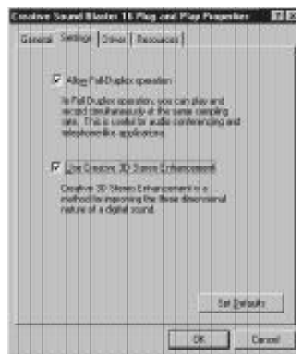 Creative Sound Blaster 16 Plug and Play Properties
General Settings Driver Resources
Allow Full-Duplex operation
In Full Duplex operation, you can play and
record simultaneously at the same sampling
rate. This is useful for audio conferencing and
telephone-like applications.
Use Creative 3D Stereo Enhancement
Creative 3D Stereo Enhancement is a
method for improving the three dimensional
nature of a digital sound.
Set Defaults
OK Cancel